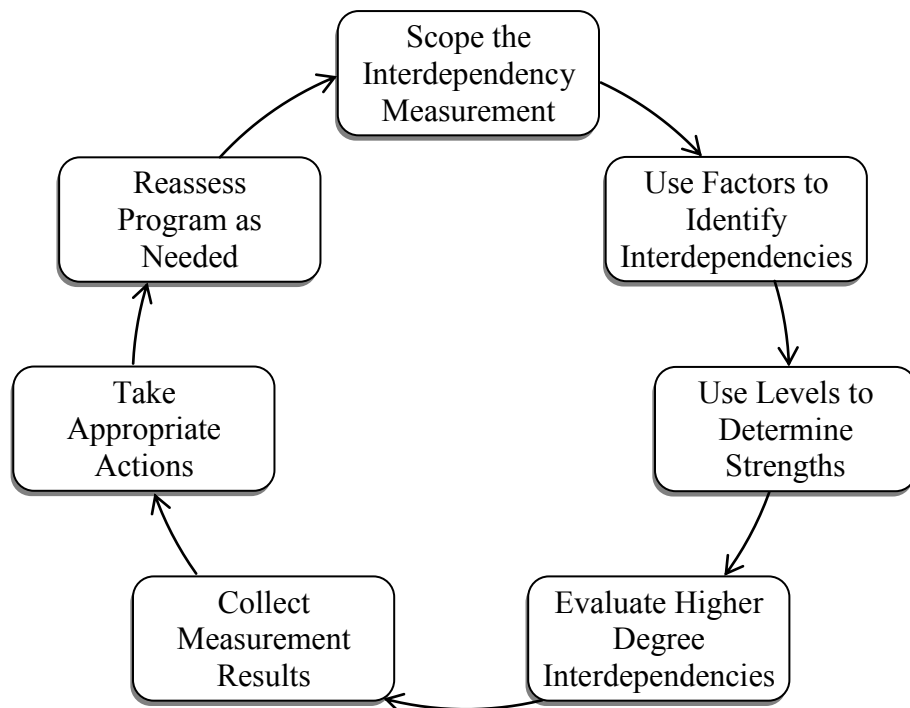 Scope the
Interdependency
Measurement
Use Factors to
Identify
Interdependencies
Use Levels to
Determine
Strengths
Evaluate Higher
Degree
Interdependencies
Collect
Measurement
Results
Take
Appropriate
Actions
Reassess
Program as
Needed